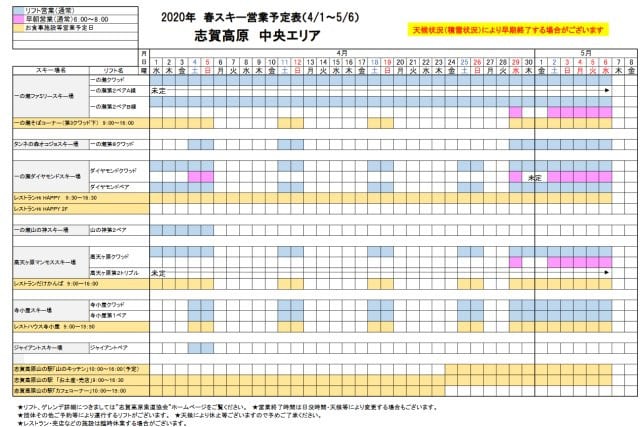 リフト営業(通常)
早朝営業(通常) 6:00～8:00
お食事施設等営業予定日
2020年 春スキー営業予定表(4/1～5/6)
志賀高原 中央エリア
天候状況(積雪状況)により早期終了する場合がございます
月 4月 5月
日 1 2 3 4 5 6 7 8 9 10 11 12 13 14 15 16 17 18 19 20 21 22 23 24 25 26 27 28 29 30 1 2 3 4 5 6 7 8
スキー場名 リフト名 曜 水 木 金 土 日 月 火 水 木 金 土 日 月 火 水 木 金 土 日 月 火 水 木 金 土 日 月 火 水 木 金 土 日 月 火 水 木 金
一の瀬クワッド
一の瀬ファミリースキー場 一の瀬第2ペアA線 未定
一の瀬第2ペアB線
一の瀬そばコーナー(第3クワッド下) 9:00～16:00
タンネの森オコジョスキー場 一の瀬第8クワッド
ダイヤモンドクワッド
一の瀬ダイヤモンドスキー場 未定
ダイヤモンドペア
レストランHi HAPPY 9:30～16:30
レストランHi HAPPY 2F
一の瀬山の神スキー場 山の神第2ペア
高天ヶ原クワッド
高天ヶ原マンモススキー場
高天ヶ原第2トリプル 未定
レストランだけかんば 9:00～16:00
寺小屋スキー場 寺小屋クワッド
寺小屋第1ペア
レストハウス寺小屋 9:00～15:50
ジャイアントスキー場 ジャイアントペア
志賀高原山の駅「山のキッチン」10:00～16:00(予定)
志賀高原山の駅 「お土産・売店」8:30～16:30
志賀高原山の駅「カフェコーナー」10:00～15:00
★リフト、ゲレンデ詳細につきましては"志賀高原索道協会"ホームページをご覧ください。 ★営業終了時間は日没時間・天候等により変更する場合もございます。
★団体その他ご予約等により運行するリフトがございます。 ★天候により休止等ございますので予めご了承ください。
★レストラン・売店などの施設は臨時休業する場合がございます。